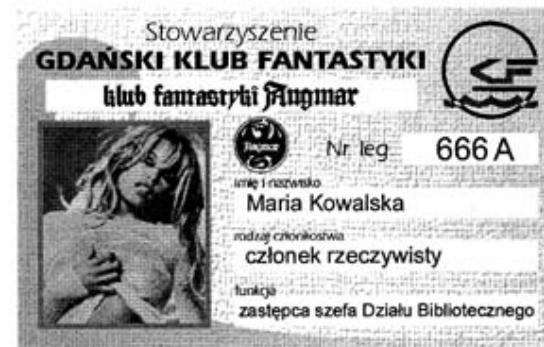 Stowarzyszenie
GDAŃSKI KLUB FANTASTYKI
klub fantastyki Angmar
Angmar
Nr leg 666 A
imię i nazwisko
Maria Kowalska
rodzaj członkostwa
członek rzeczywisty
funkcja
zastępca szefa Działu Bibliotecznego